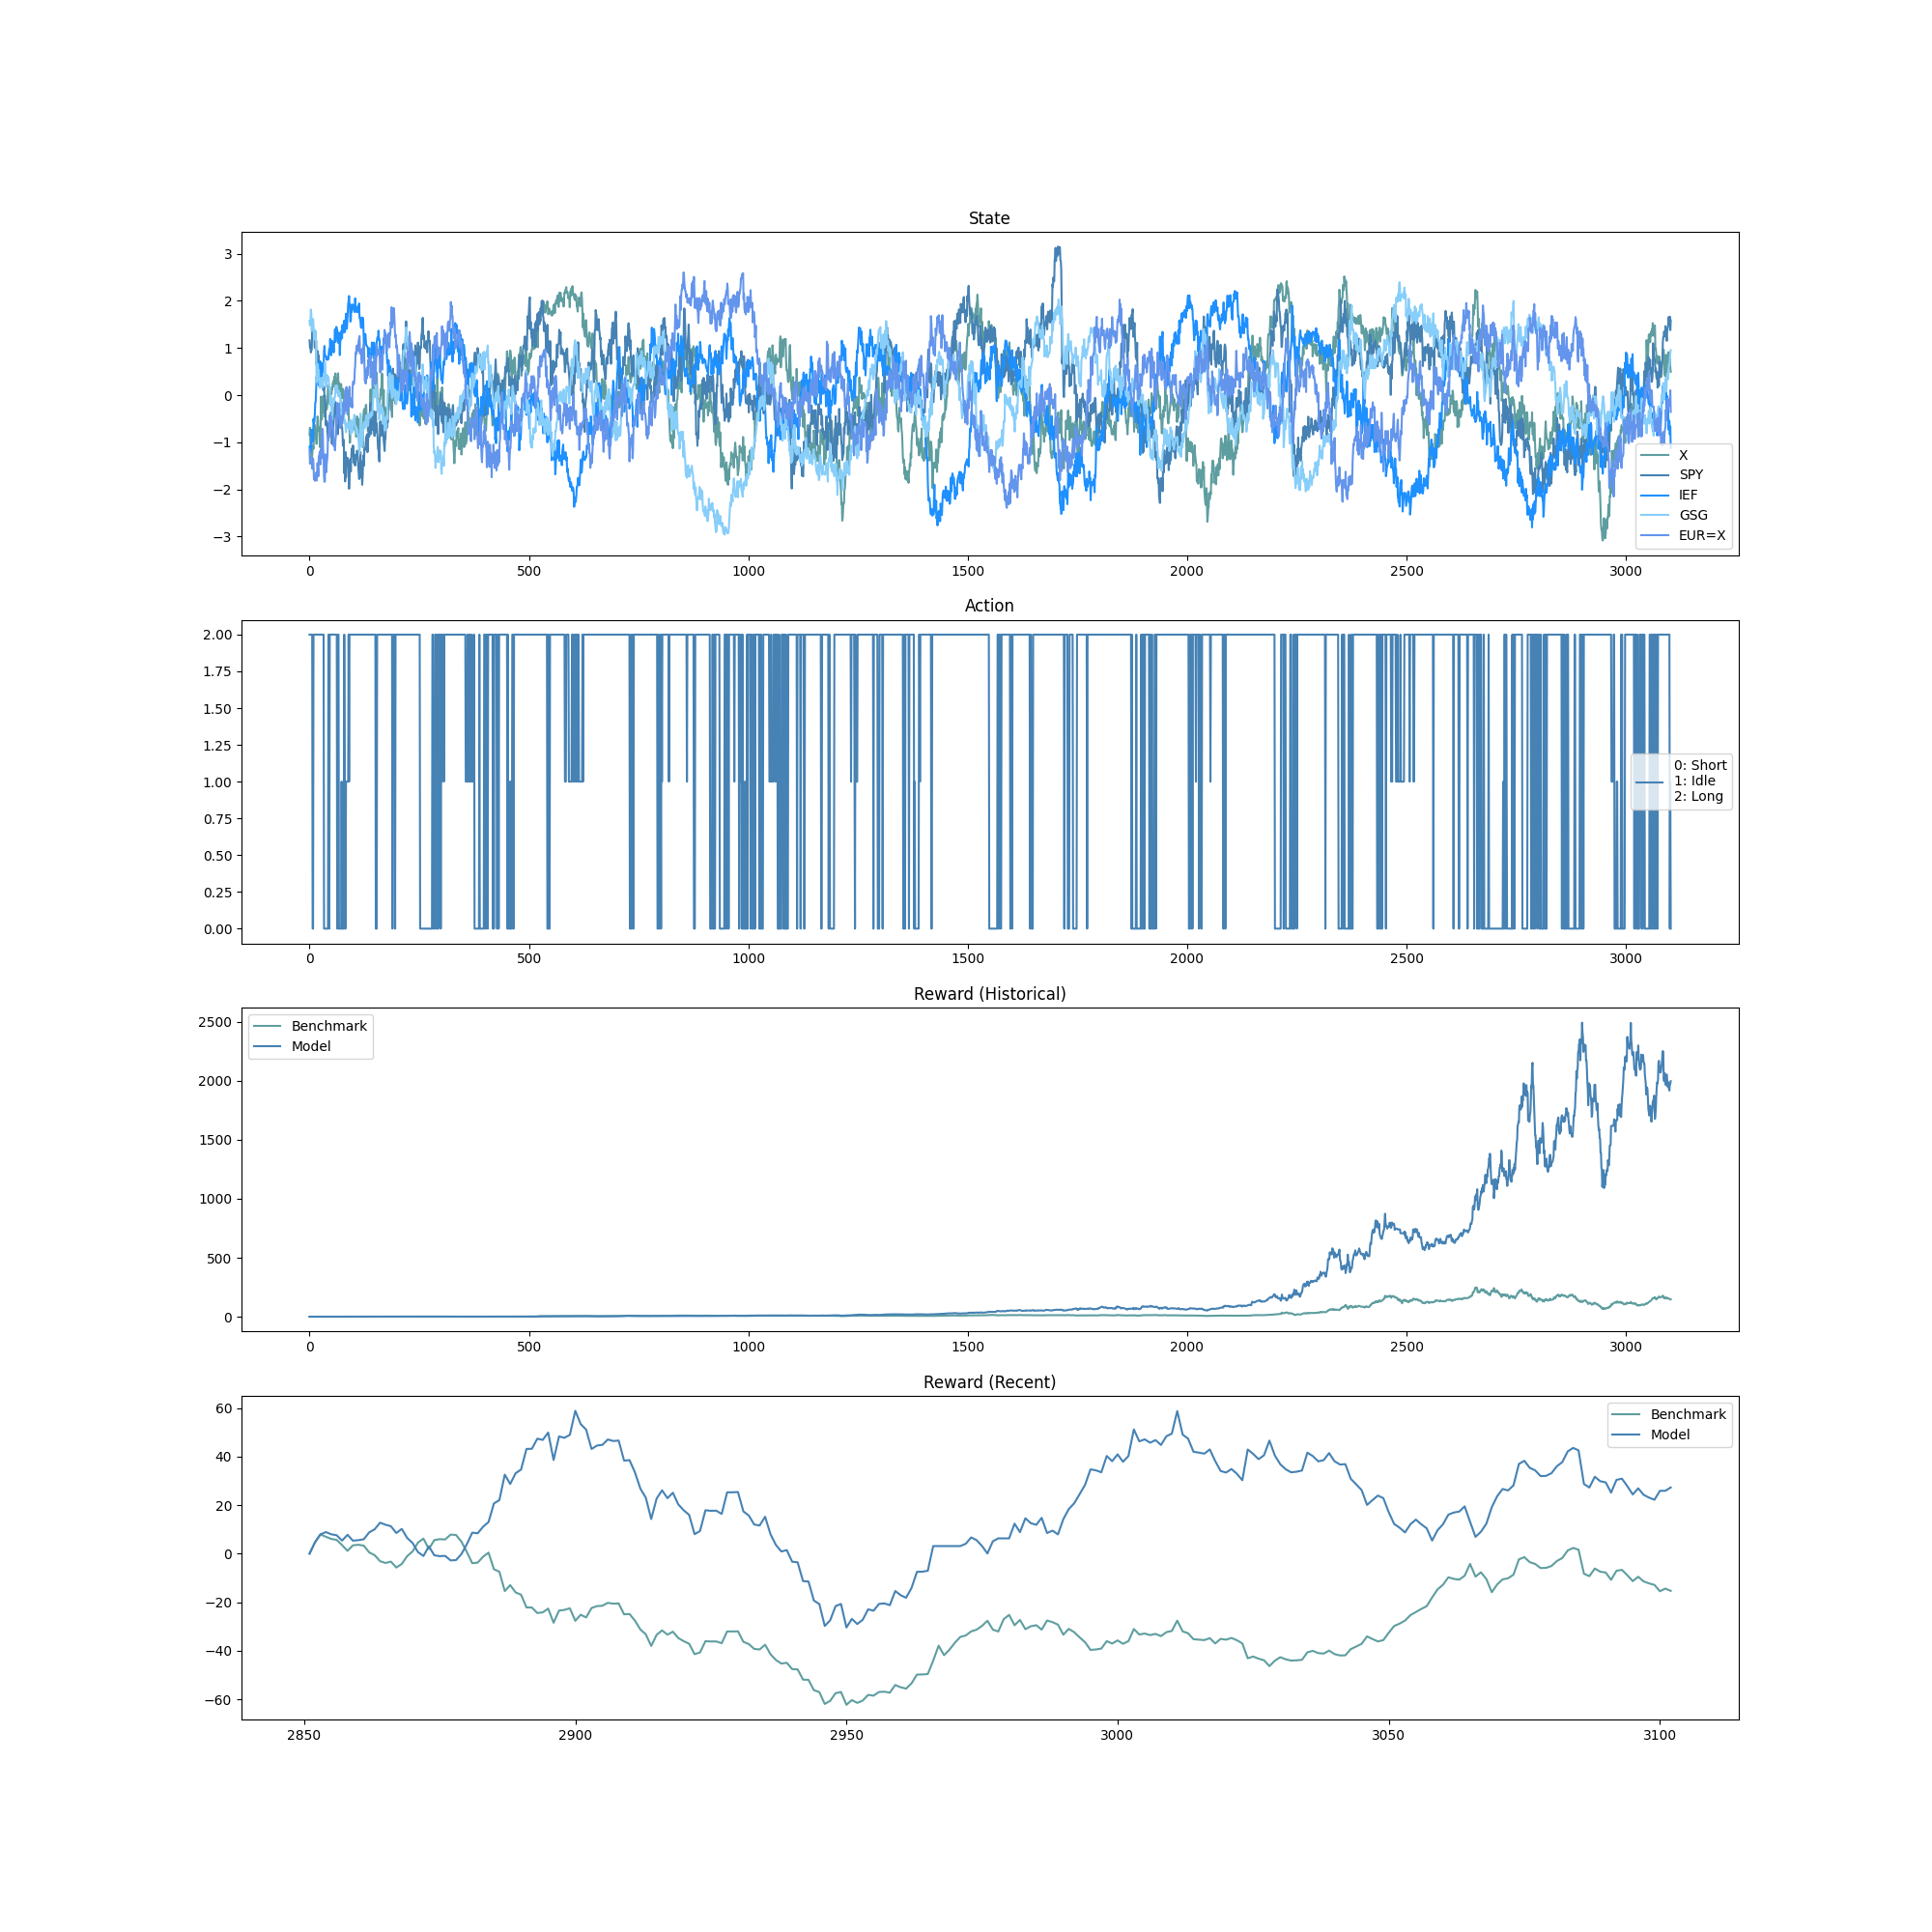 State
3
2
1
0
−1
−2
−3
X
SPY
IEF
GSG
EUR=X
0 500 1000 1500 2000 2500 3000
Action
2.00
1.75
1.50
1.25
1.00
0.75
0.50
0.25
0.00
0: Short
1: Idle
2: Long
0 500 1000 1500 2000 2500 3000
Reward (Historical)
Benchmark
Model
2500
2000
1500
1000
500
0
0 500 1000 1500 2000 2500 3000
Reward (Recent)
Benchmark
Model
60
40
20
0
−20
−40
−60
2850 2900 2950 3000 3050 3100